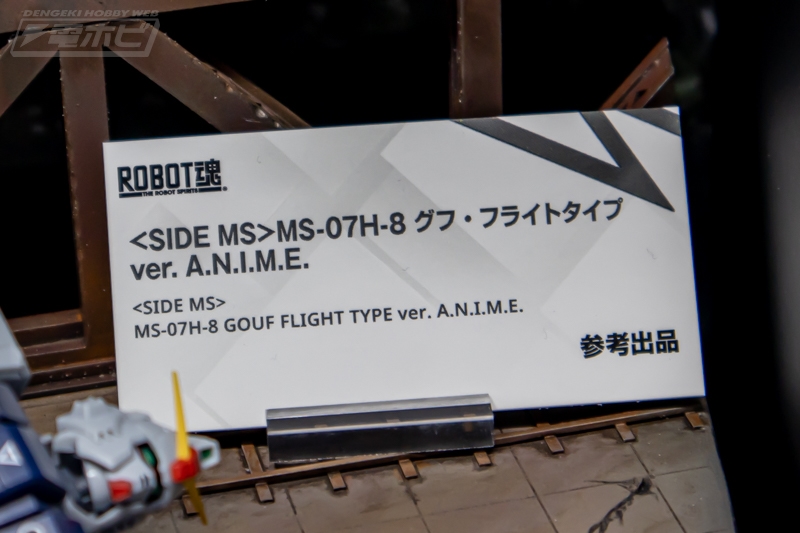 DENGEKI HOBBY WEB
電ホビ
ROBOT魂
THE ROBOT SPIRITS
<SIDE MS>MS-07H-8 グフ・フライトタイプ
ver. A.N.I.M.E.
<SIDE MS>
MS-07H-8 GOUF FLIGHT TYPE ver. A.N.I.M.E.
参考出品